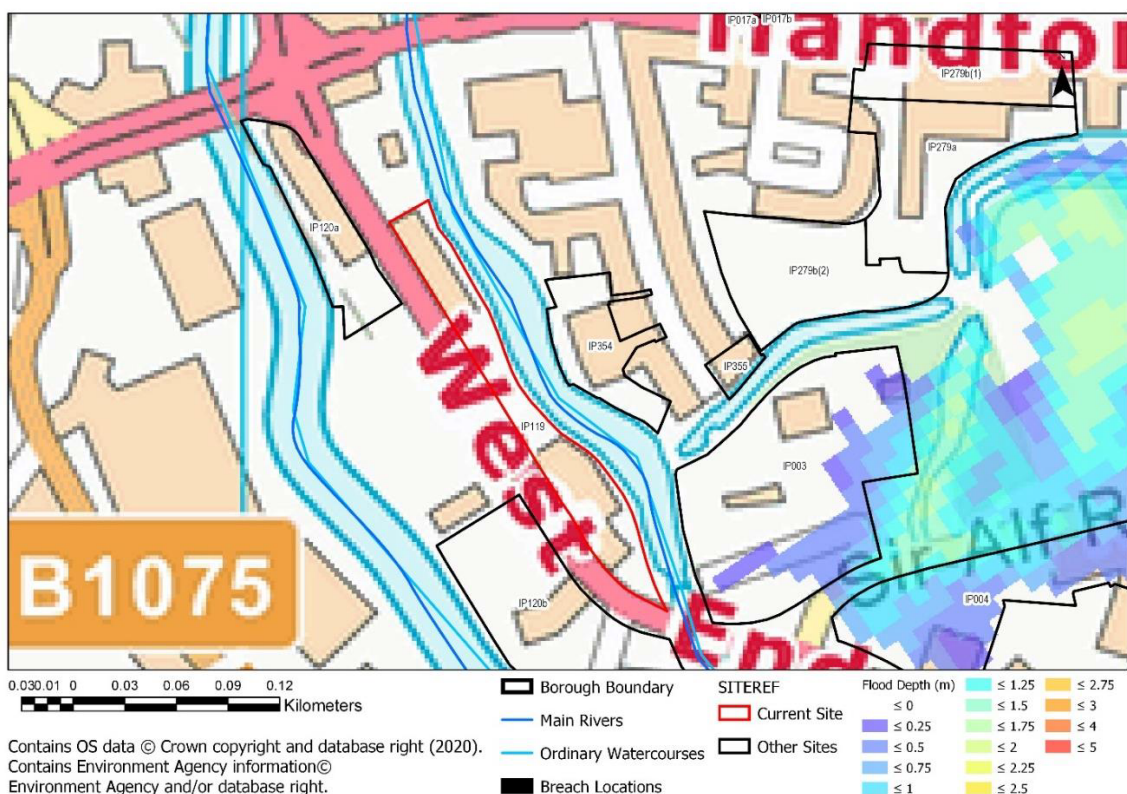 IP017a IP017b
Handfor
IP279b(1)
IP279a
IP120a
IP279b(2)
IP354
IP355
IP119
IP003
West
Sir Alf R
B1075
IP120b
IP004
End
0.030.01 0 0.03 0.06 0.09 0.12
Kilometers
Contains OS data © Crown copyright and database right (2020).
Contains Environment Agency information©
Environment Agency and/or database right.
Borough Boundary
Main Rivers
Ordinary Watercourses
Breach Locations
SITEREF
Current Site
Other Sites
Flood Depth (m)
≤ 0
≤ 0.25
≤ 0.5
≤ 0.75
≤ 1
≤ 1.25
≤ 1.5
≤ 1.75
≤ 2
≤ 2.25
≤ 2.5
≤ 2.75
≤ 3
≤ 4
≤ 5